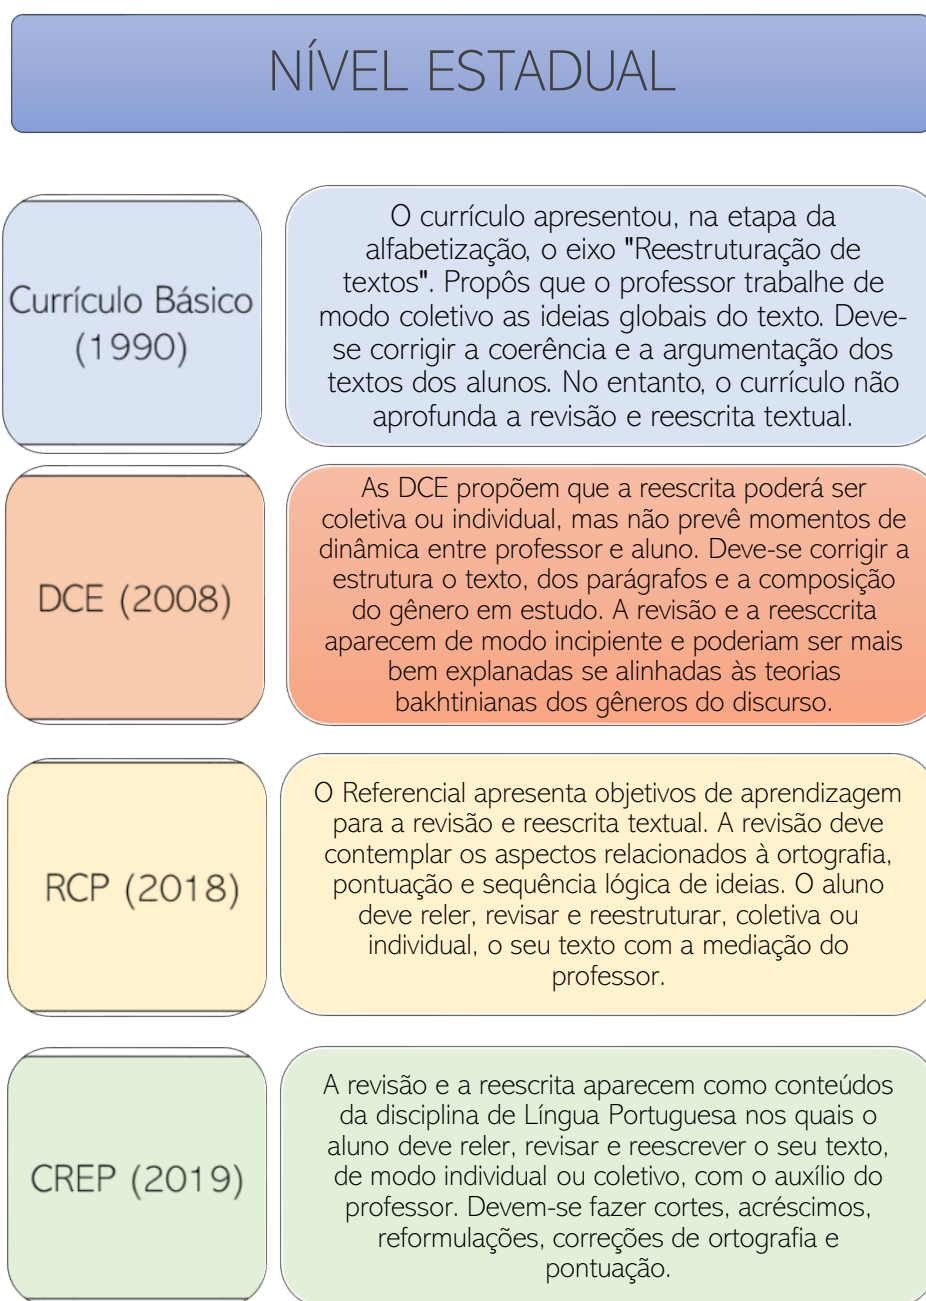 NÍVEL ESTADUAL
Currículo Básico
(1990)
O currículo apresentou, na etapa da
alfabetização, o eixo "Reestruturação de
textos". Propôs que o professor trabalhe de
modo coletivo as ideias globais do texto. Deve-
se corrigir a coerência e a argumentação dos
textos dos alunos. No entanto, o currículo não
aprofunda a revisão e reescrita textual.
DCE (2008)
As DCE propõem que a reescrita poderá ser
coletiva ou individual, mas não prevê momentos de
dinâmica entre professor e aluno. Deve-se corrigir a
estrutura o texto, dos parágrafos e a composição
do gênero em estudo. A revisão e a reesccrita
aparecem de modo incipiente e poderiam ser mais
bem explanadas se alinhadas às teorias
bakhtinianas dos gêneros do discurso.
RCP (2018)
O Referencial apresenta objetivos de aprendizagem
para a revisão e reescrita textual. A revisão deve
contemplar os aspectos relacionados à ortografia,
pontuação e sequência lógica de ideias. O aluno
deve reler, revisar e reestruturar, coletiva ou
individual, o seu texto com a mediação do
professor.
CREP (2019)
A revisão e a reescrita aparecem como conteúdos
da disciplina de Língua Portuguesa nos quais o
aluno deve reler, revisar e reescrever o seu texto,
de modo individual ou coletivo, com o auxílio do
professor. Devem-se fazer cortes, acréscimos,
reformulações, correções de ortografia e
pontuação.